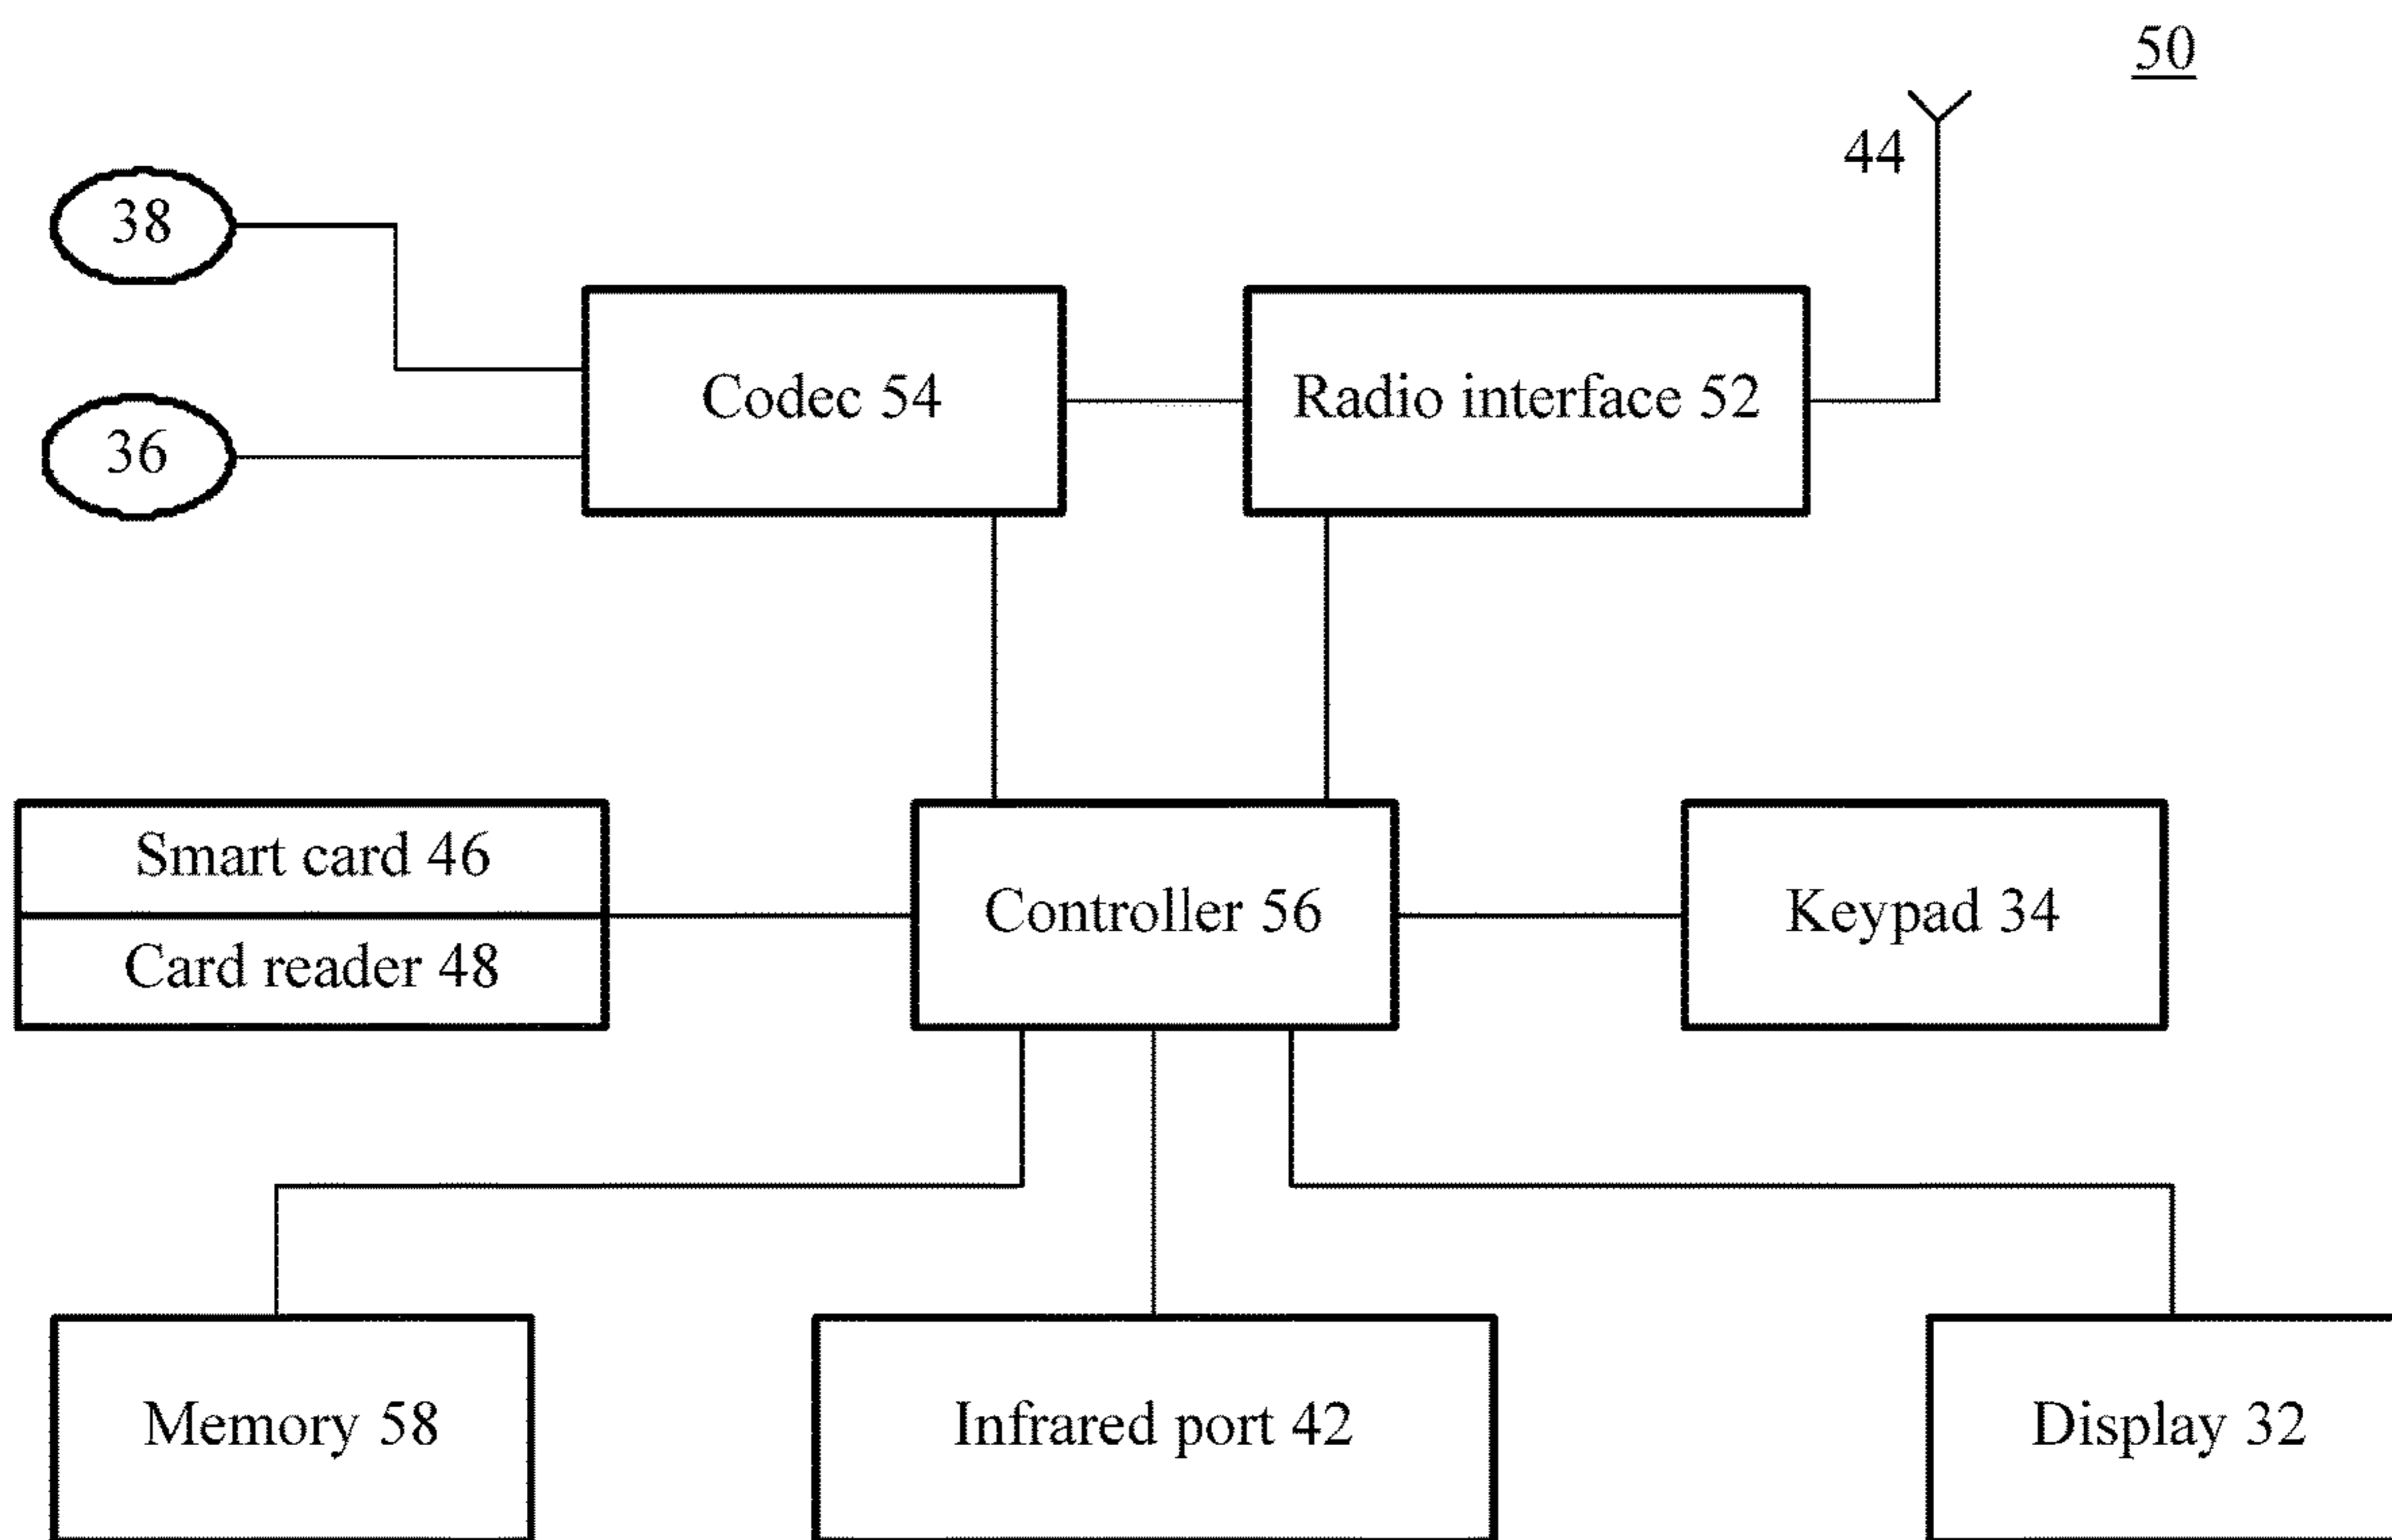 50
44
38
Codec 54
Radio interface 52
36
Smart card 46
Card reader 48
Controller 56
Keypad 34
Memory 58
Infrared port 42
Display 32